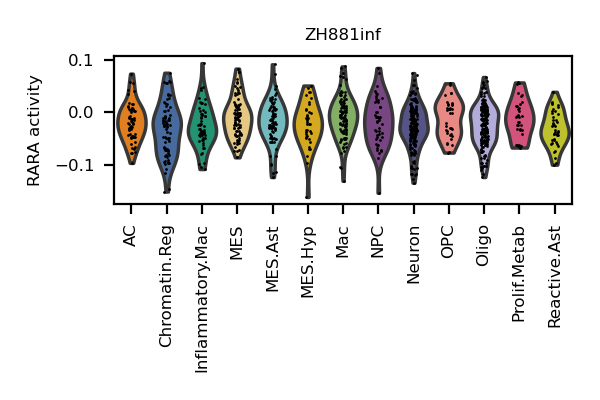 ZH881inf
RARA activity
0.1
0.0
−0.1
AC
Chromatin.Reg
Inflammatory.Mac
MES
MES.Ast
MES.Hyp
Mac
NPC
Neuron
OPC
Oligo
Prolif.Metab
Reactive.Ast